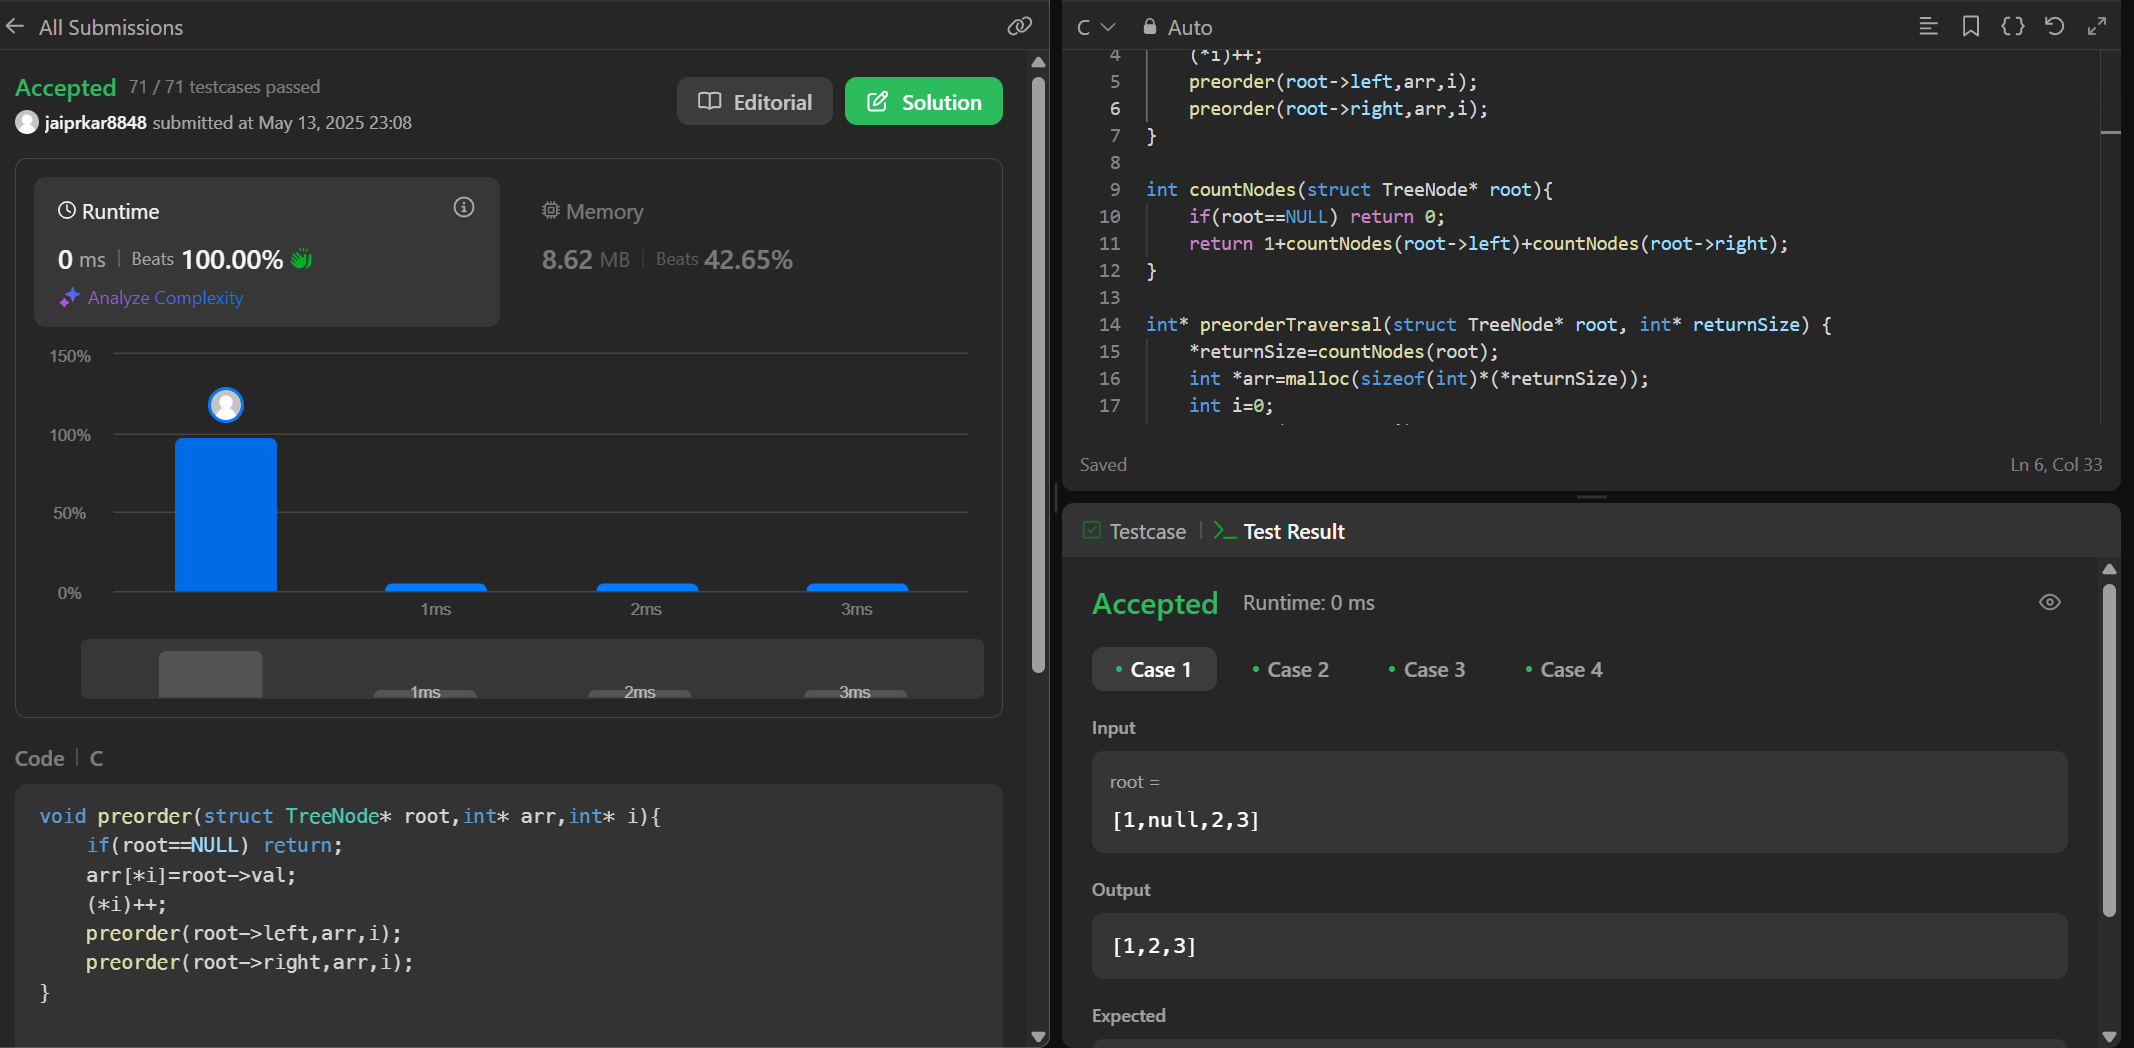 All Submissions
Accepted 71 / 71 testcases passed
jaiprkar8848 submitted at May 13, 2025 23:08
Editorial
Solution
Runtime
0 ms | Beats 100.00%
Analyze Complexity
Memory
8.62 MB | Beats 42.65%
150%
100%
50%
0%
1ms 2ms 3ms
1ms 2ms 3ms
Code | C
void preorder(struct TreeNode* root,int* arr,int* i){
    if(root==NULL) return;
    arr[*i]=root->val;
    (*i)++;
    preorder(root->left,arr,i);
    preorder(root->right,arr,i);
}
C Auto
4     (*i)++;
5     preorder(root->left,arr,i);
6     preorder(root->right,arr,i);
7 }
8
9 int countNodes(struct TreeNode* root){
10     if(root==NULL) return 0;
11     return 1+countNodes(root->left)+countNodes(root->right);
12 }
13
14 int* preorderTraversal(struct TreeNode* root, int* returnSize) {
15     *returnSize=countNodes(root);
16     int *arr=malloc(sizeof(int)*(*returnSize));
17     int i=0;
Saved
Ln 6, Col 33
Testcase | >_ Test Result
Accepted Runtime: 0 ms
Case 1 Case 2 Case 3 Case 4
Input
root =
[1,null,2,3]
Output
[1,2,3]
Expected